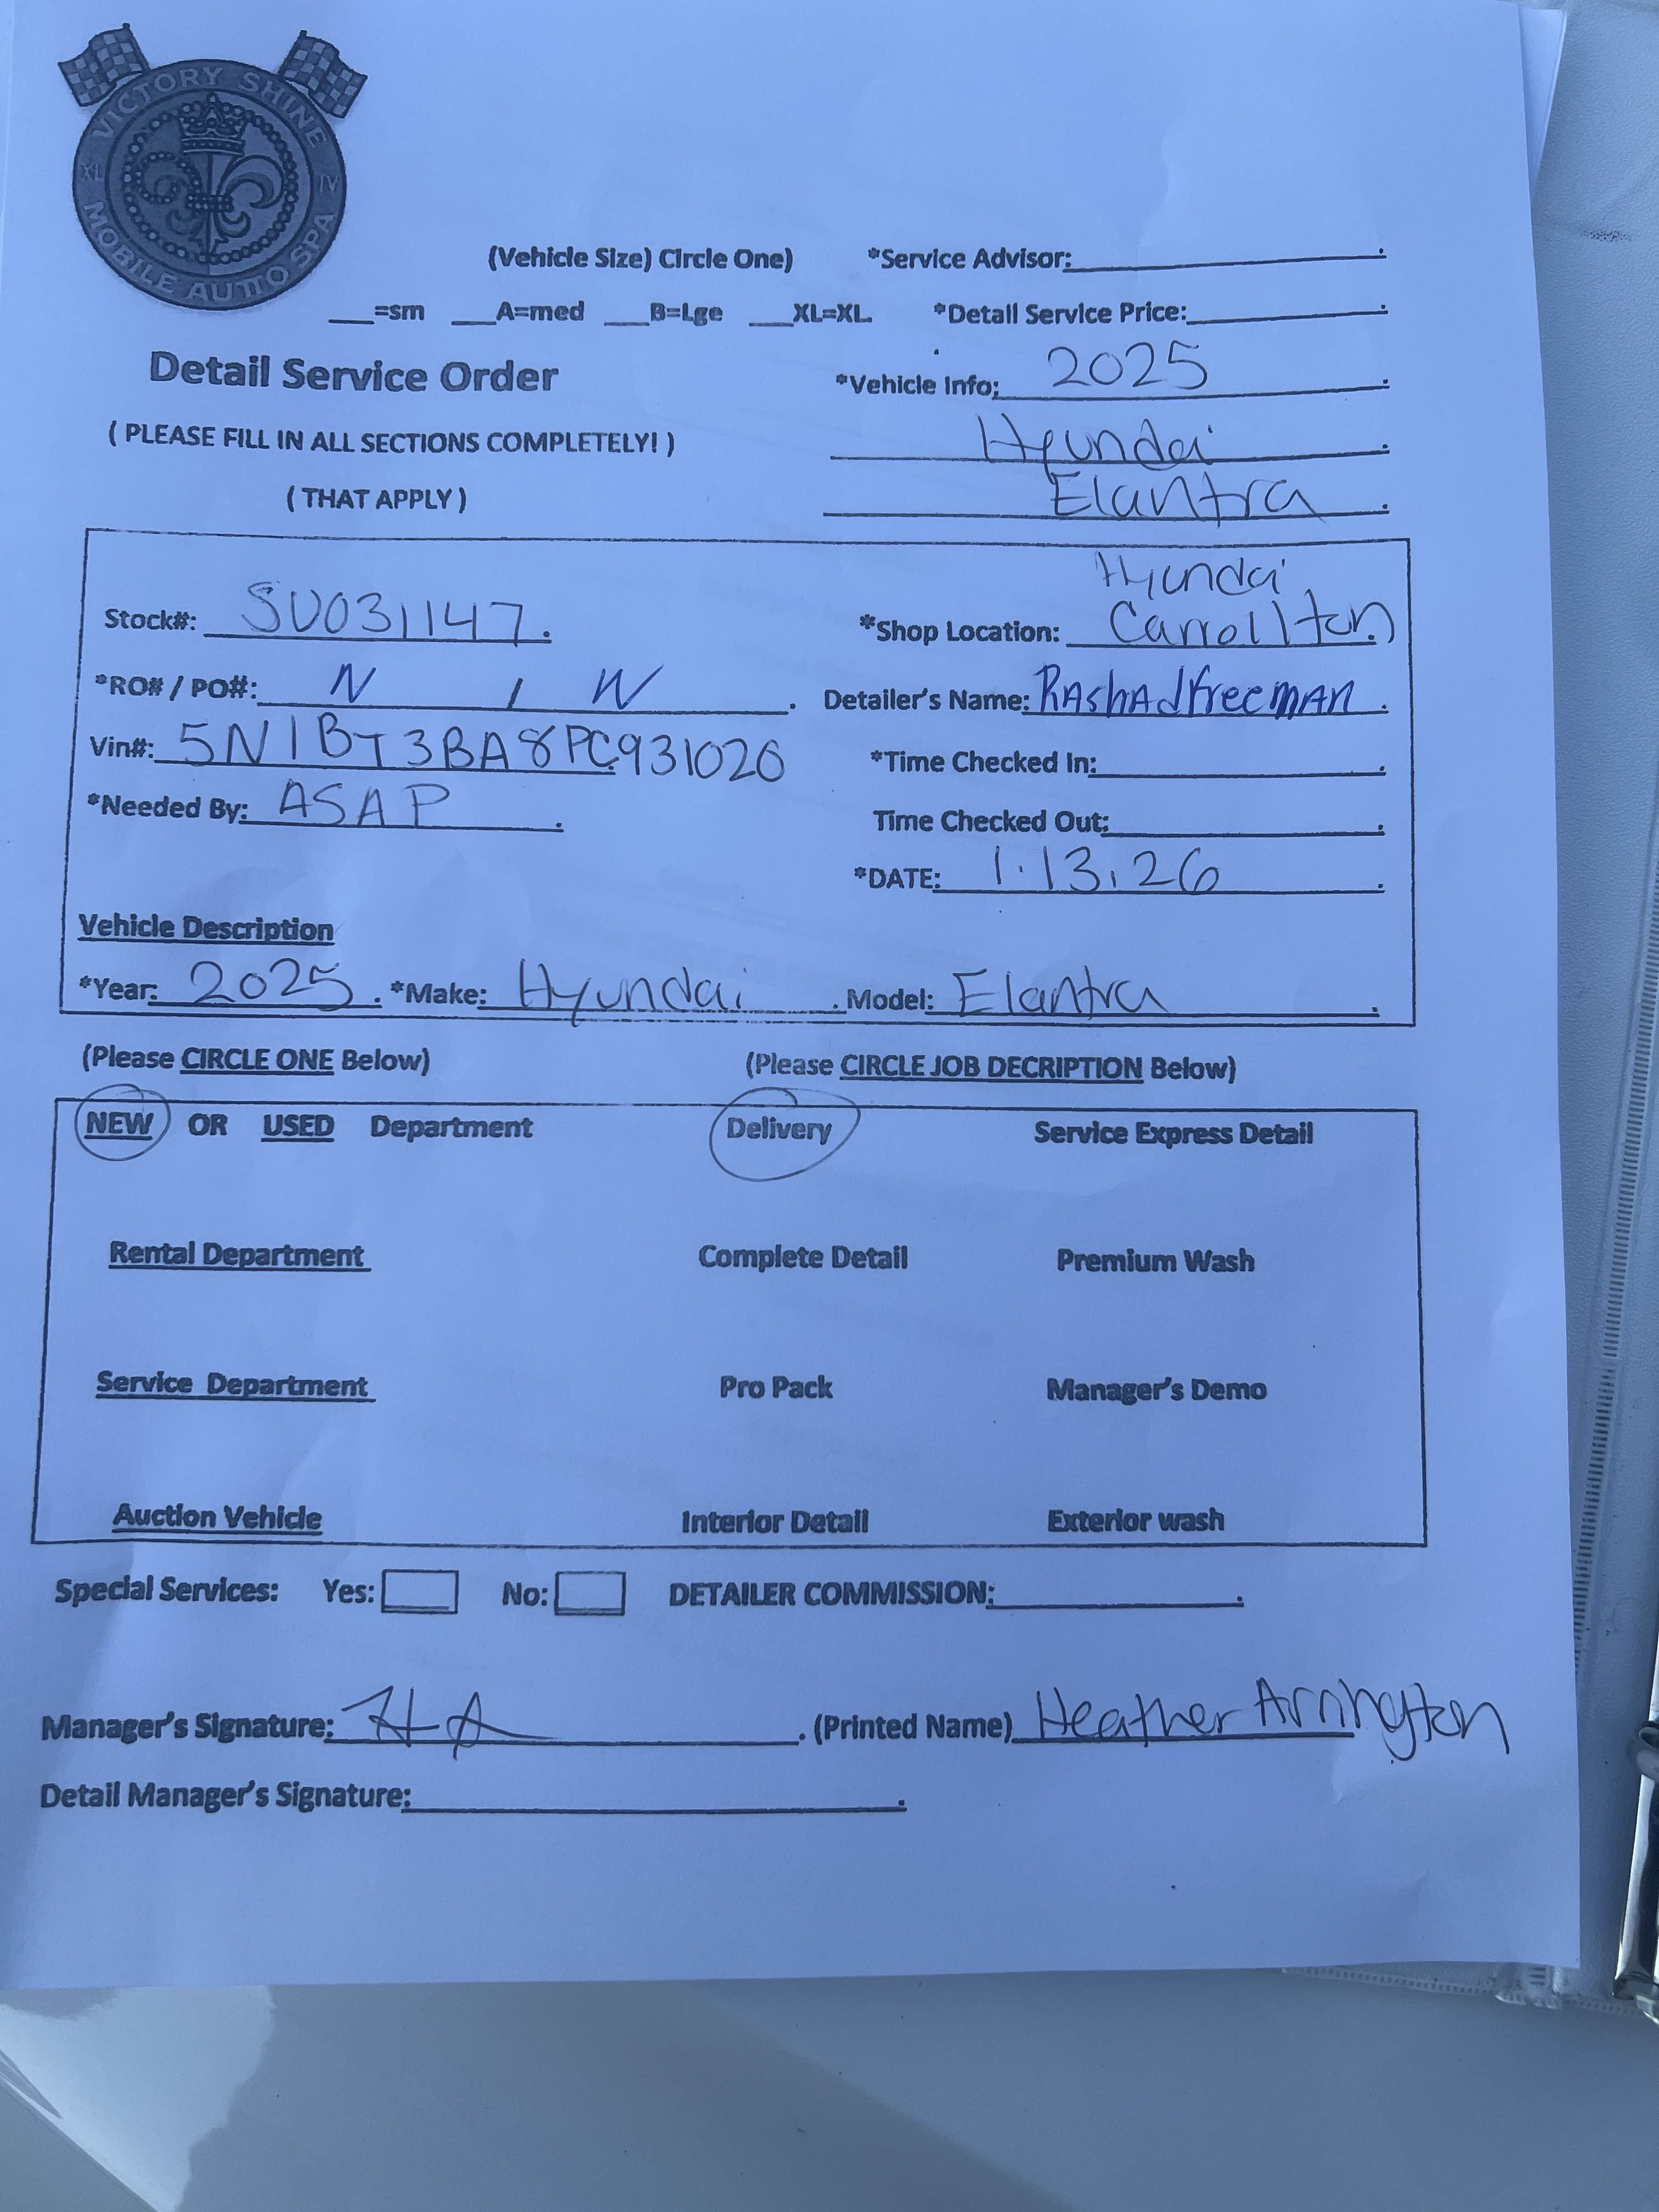 VICTORY SHINE
XL IV
MOBILE AUTO SPA
(Vehicle Size) Circle One) *Service Advisor:
___=sm ___A=med ___B=Lge ___XL=XL *Detail Service Price:
Detail Service Order *Vehicle Info; 2025
( PLEASE FILL IN ALL SECTIONS COMPLETELY! ) Hyundai
( THAT APPLY ) Elantra
Hyundai
Stock#: SU031147. *Shop Location: Carrollton
*RO# / PO#: N / W. Detailer's Name: RAshAd freeman.
Vin#: 5N1BT3BA8PC931026 *Time Checked In:
*Needed By: ASAP. Time Checked Out:
*DATE: 1.13.26
Vehicle Description
*Year: 2025. *Make: Hyundai. Model: Elantra.
(Please CIRCLE ONE Below) (Please CIRCLE JOB DECRIPTION Below)
NEW OR USED Department Delivery Service Express Detail
Rental Department Complete Detail Premium Wash
Service Department Pro Pack Manager's Demo
Auction Vehicle Interior Detail Exterior wash
Special Services: Yes: No: DETAILER COMMISSION:
Manager's Signature: HA. (Printed Name) Heather Arrington
Detail Manager's Signature: